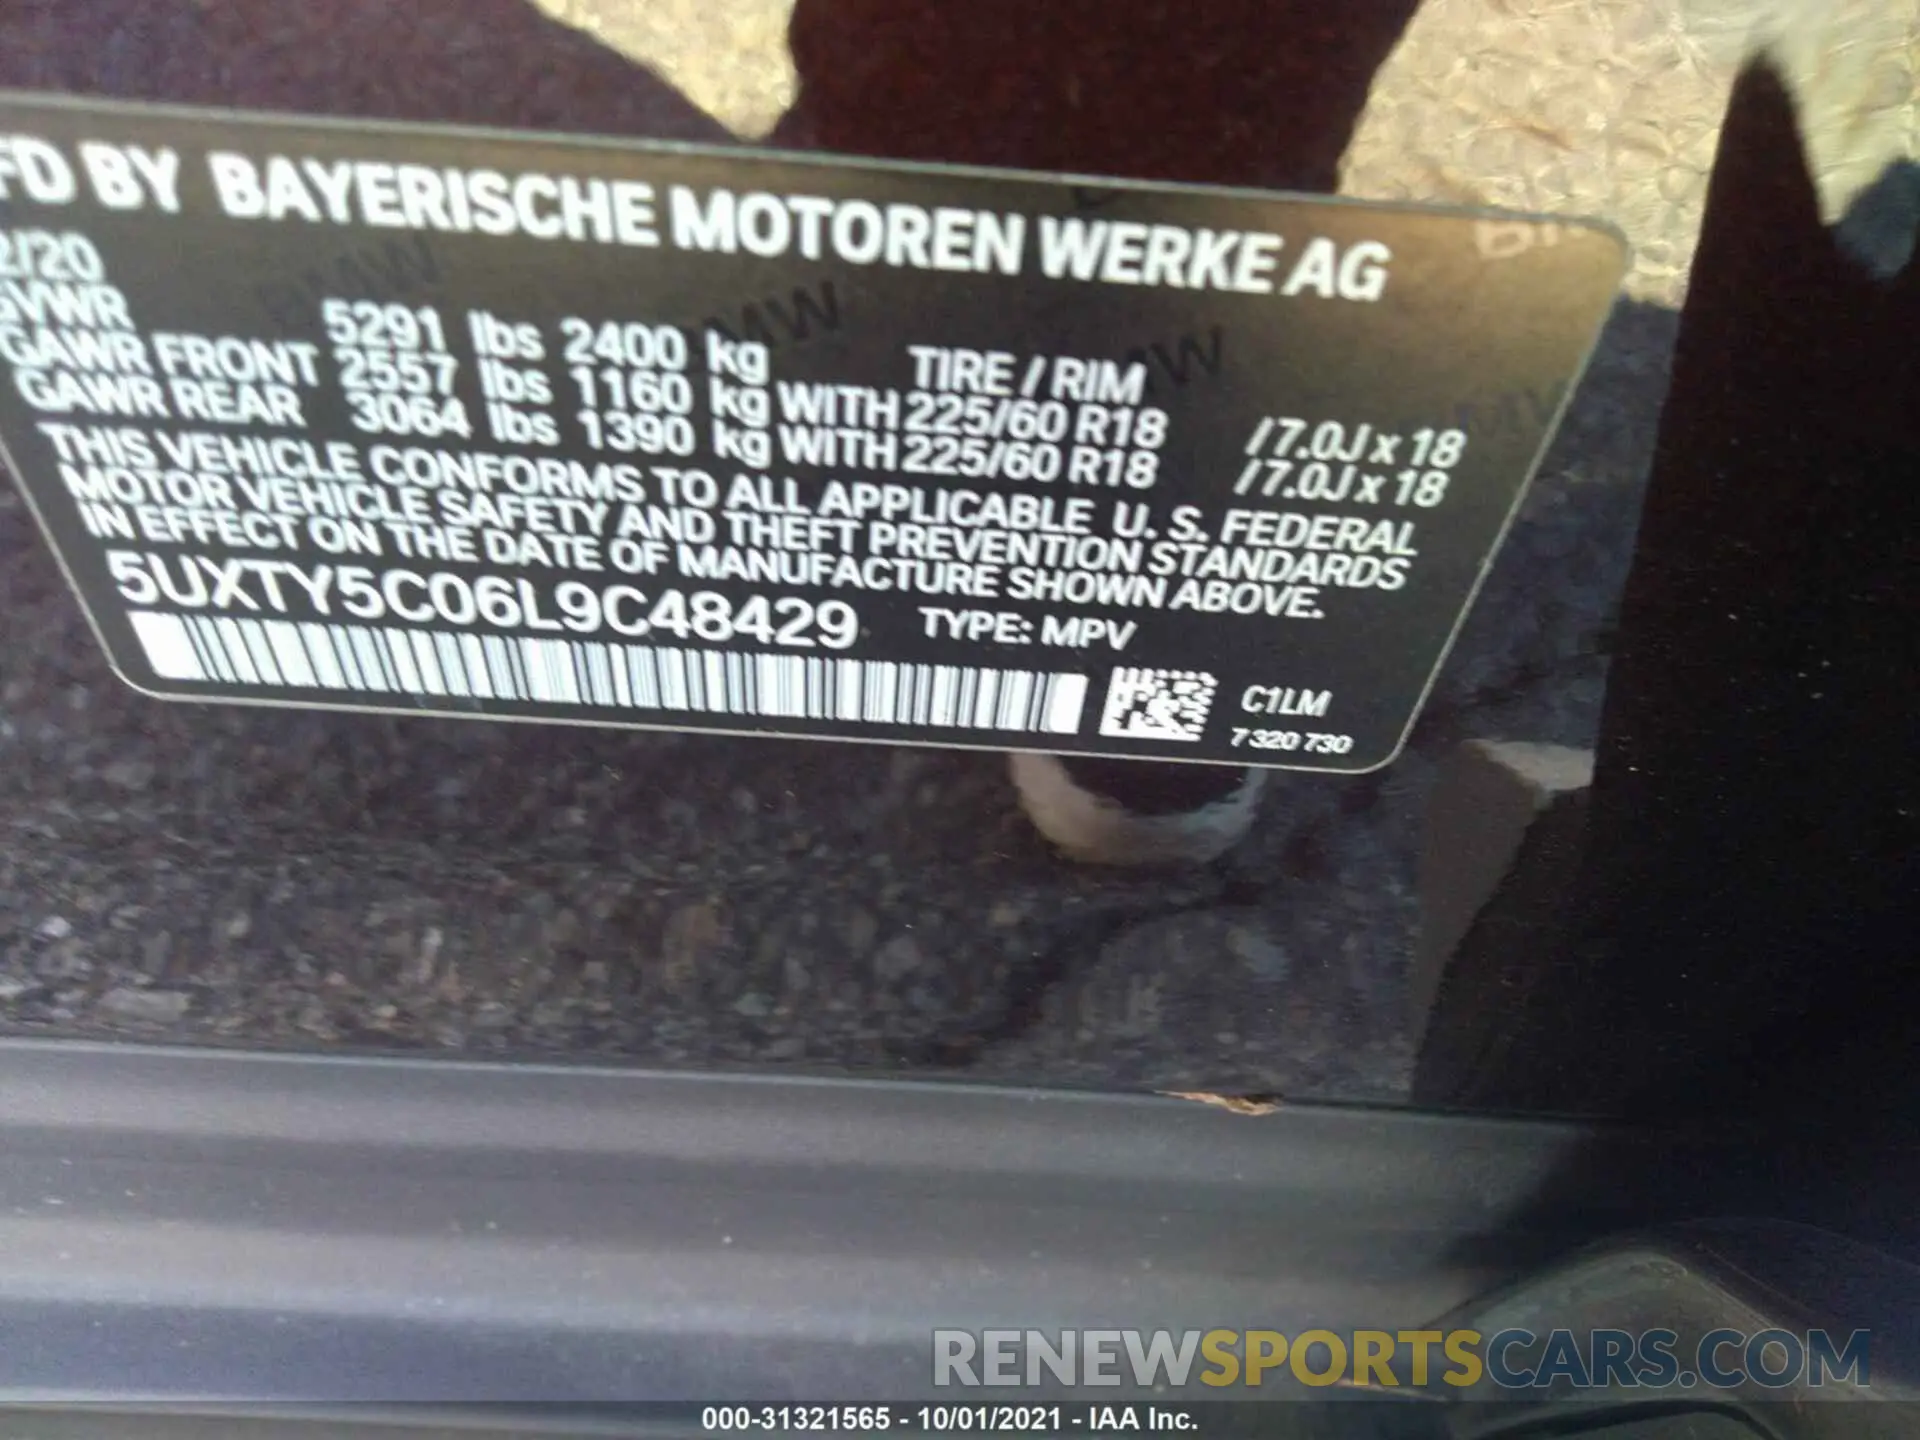 FD BY BAYERISCHE MOTOREN WERKE AG
2/20
GVWR 5291 lbs 2400 kg TIRE / RIM
GAWR FRONT 2557 lbs 1160 kg WITH 225/60 R18 / 7.0J x 18
GAWR REAR 3064 lbs 1390 kg WITH 225/60 R18 / 7.0J x 18
THIS VEHICLE CONFORMS TO ALL APPLICABLE U. S. FEDERAL
MOTOR VEHICLE SAFETY AND THEFT PREVENTION STANDARDS
IN EFFECT ON THE DATE OF MANUFACTURE SHOWN ABOVE.
5UXTY5C06L9C48429 TYPE: MPV
C1LM
7 320 730
RENEWSPORTSCARS.COM
000-31321565 - 10/01/2021 - IAA Inc.